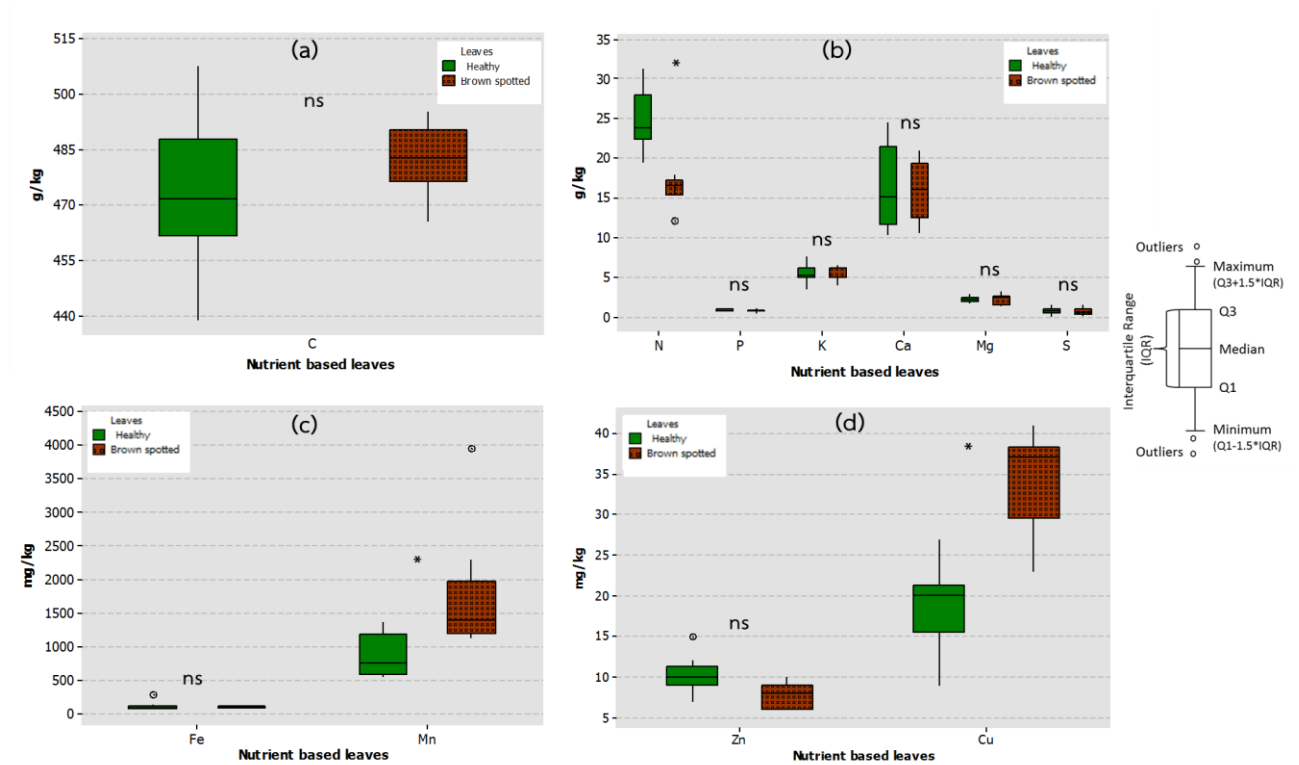 (a)
Leaves
Healthy
Brown spotted
ns
515
500
485
470
455
440
g/kg
C
Nutrient based leaves
(b)
Leaves
Healthy
Brown spotted
*
ns
ns
ns
ns
ns
35
30
25
20
15
10
5
0
g/kg
N P K Ca Mg S
Nutrient based leaves
Outliers
Maximum
(Q3+1.5*IQR)
Q3
Interquartile Range
(IQR)
Median
Q1
Minimum
(Q1-1.5*IQR)
Outliers
(c)
Leaves
Healthy
Brown spotted
*
ns
4500
4000
3500
3000
2500
2000
1500
1000
500
0
mg/kg
Fe Mn
Nutrient based leaves
(d)
Leaves
Healthy
Brown spotted
*
ns
40
35
30
25
20
15
10
5
mg/kg
Zn Cu
Nutrient based leaves